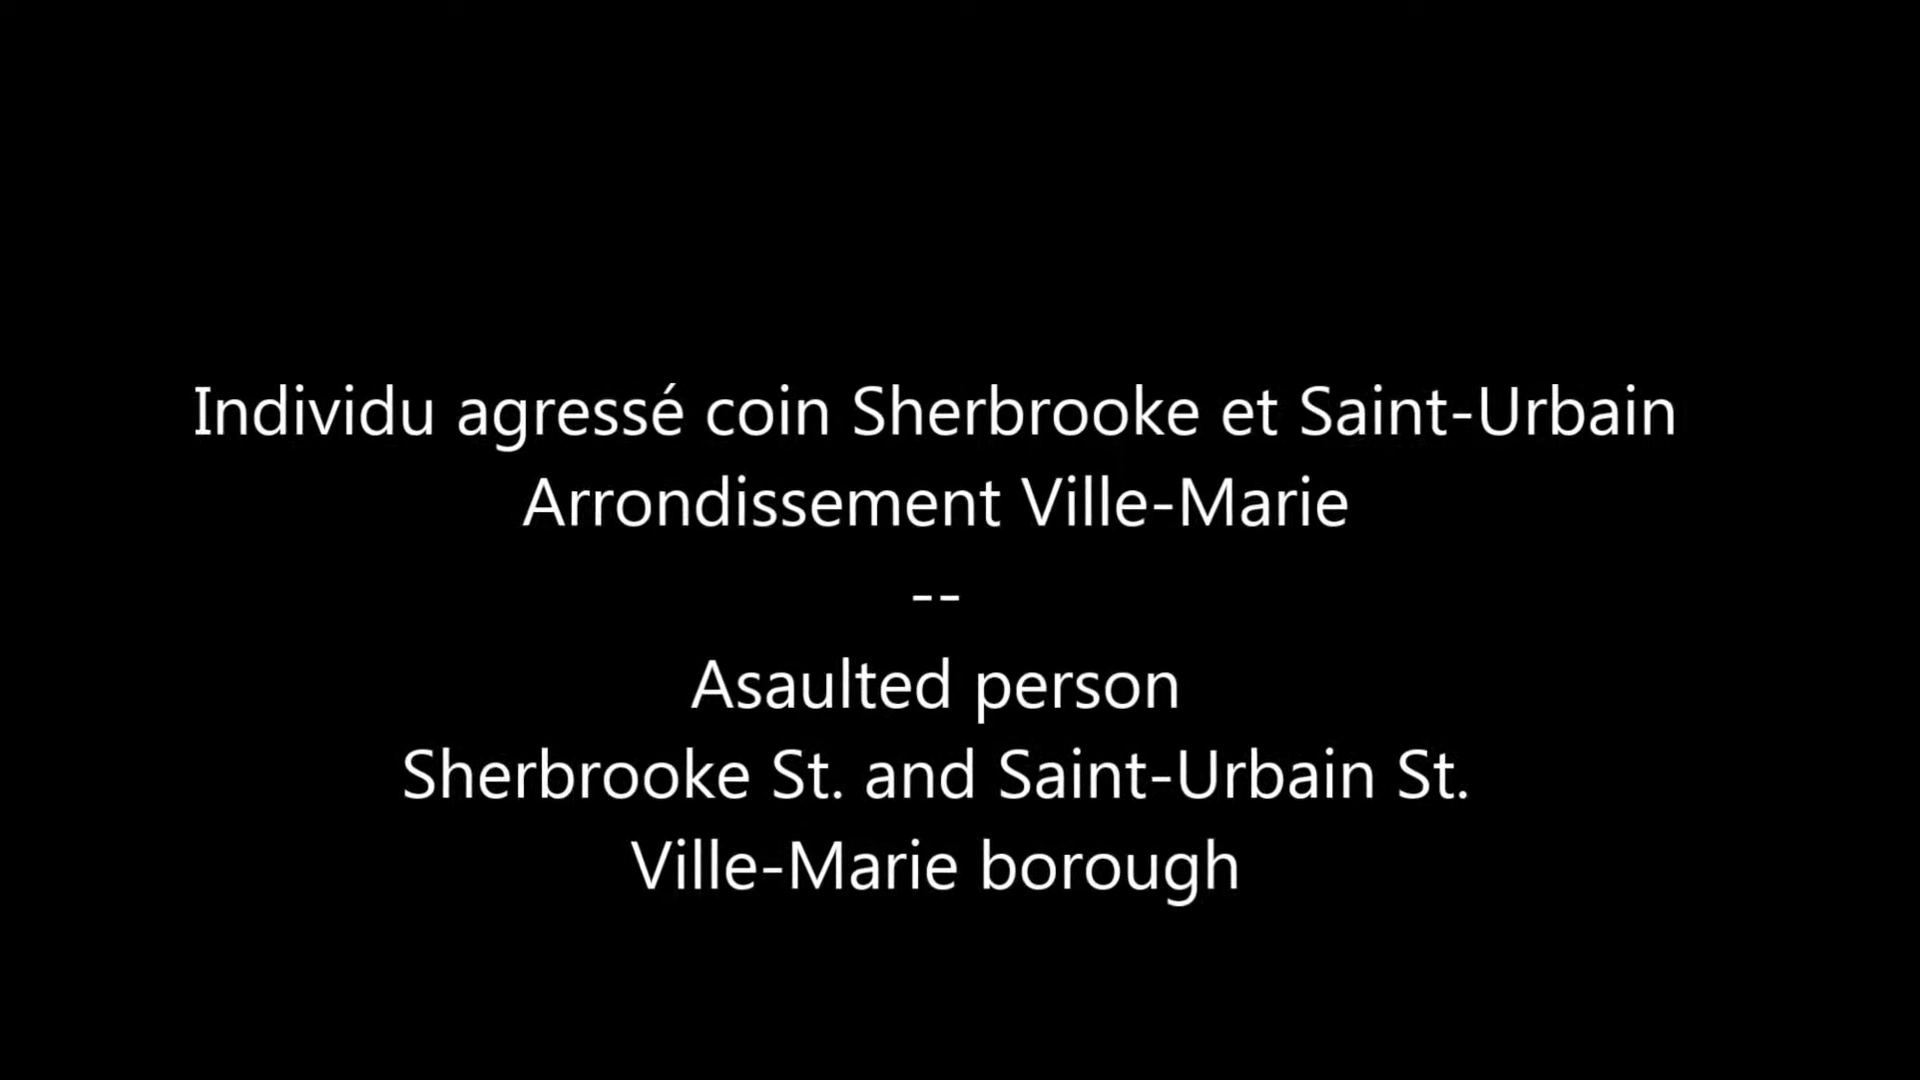 Individu agressé coin Sherbrooke et Saint-Urbain
Arrondissement Ville-Marie
--
Asaulted person
Sherbrooke St. and Saint-Urbain St.
Ville-Marie borough